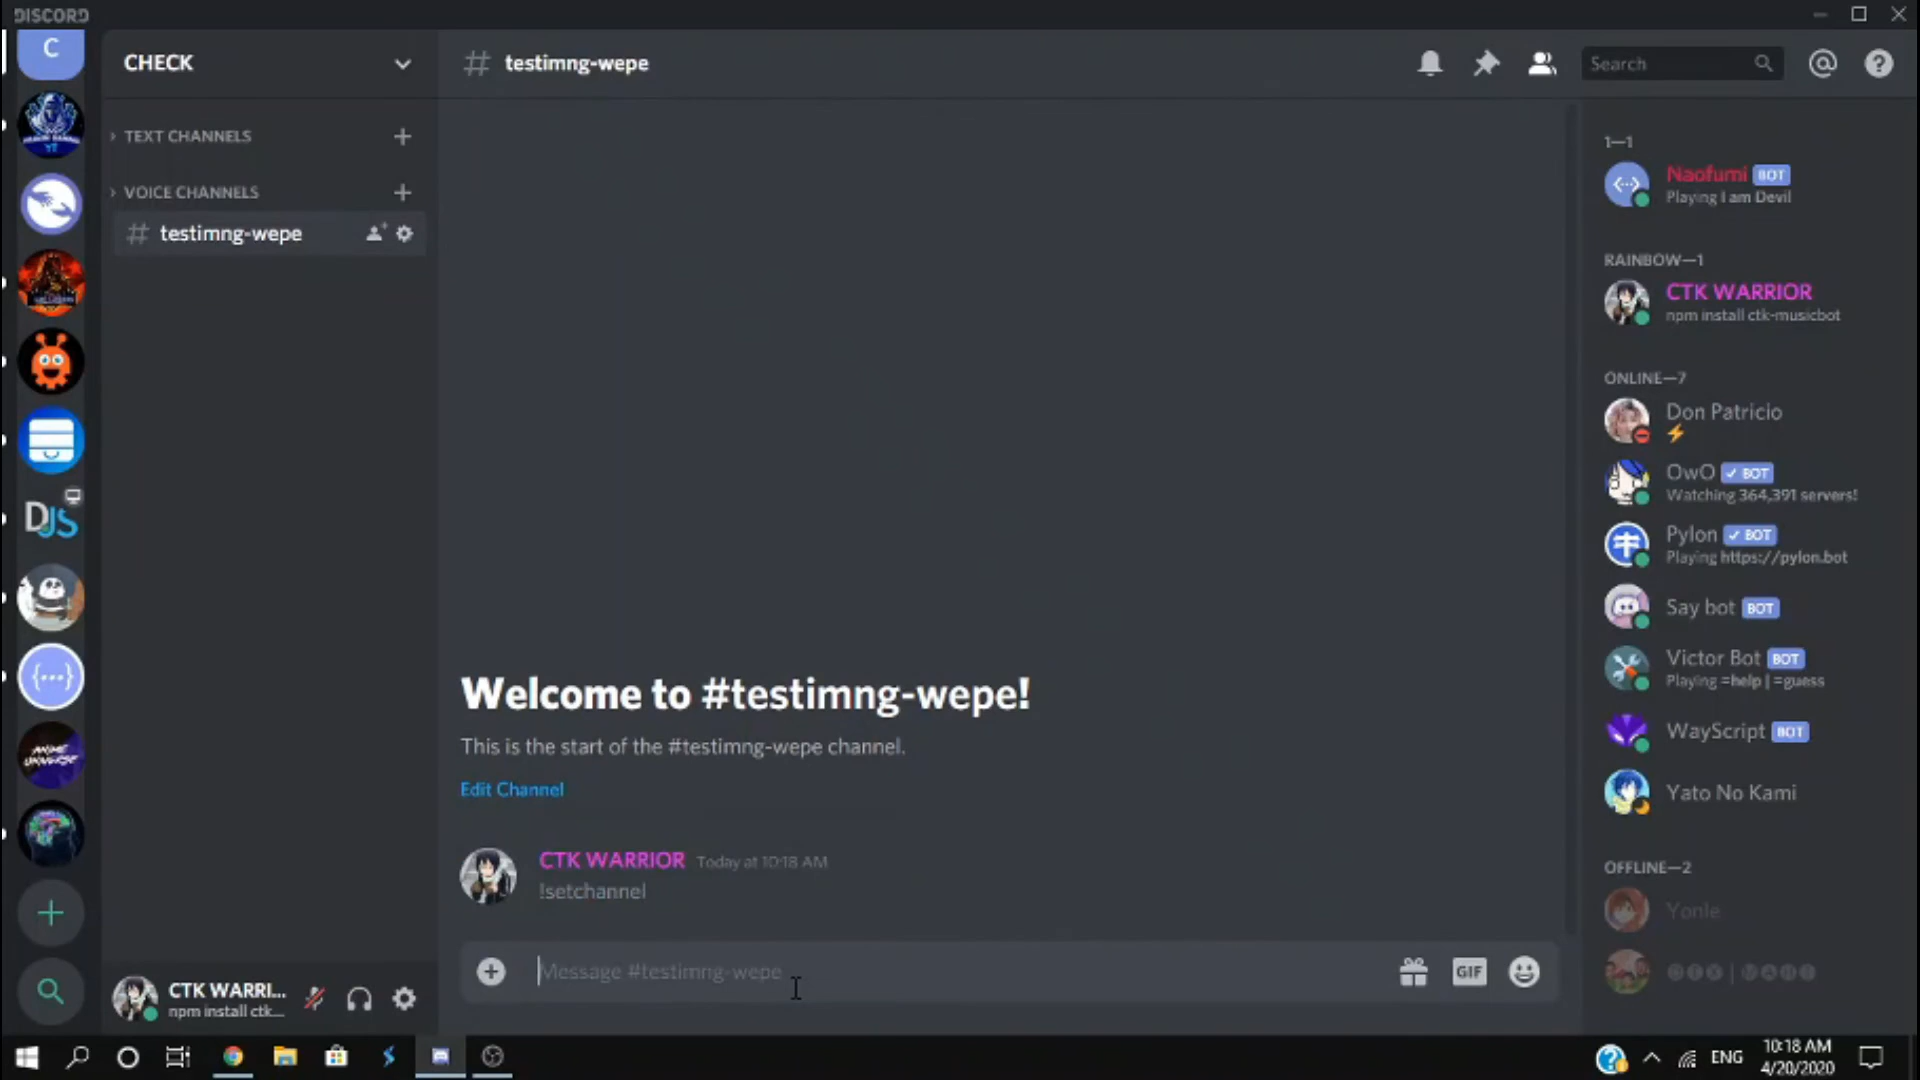 DISCORD
C
CHECK
testimng-wepe
Search
TEXT CHANNELS
VOICE CHANNELS
testimng-wepe
DJS
ANIME
UNIVERSE
Welcome to #testimng-wepe!
This is the start of the #testimng-wepe channel.
Edit Channel
CTK WARRIOR Today at 10:18 AM
!setchannel
Message #testimng-wepe
GIF
CTK WARRI...
npm install ctk...
1—1
Naofumi BOT
Playing I am Devil
RAINBOW—1
CTK WARRIOR
npm install ctk-musicbot
ONLINE—7
Don Patricio
OwO BOT
Watching 364,391 servers!
Pylon BOT
Playing https://pylon.bot
Say bot BOT
Victor Bot BOT
Playing =help | =guess
WayScript BOT
Yato No Kami
OFFLINE—2
Yonle
ENG
10:18 AM
4/20/2020